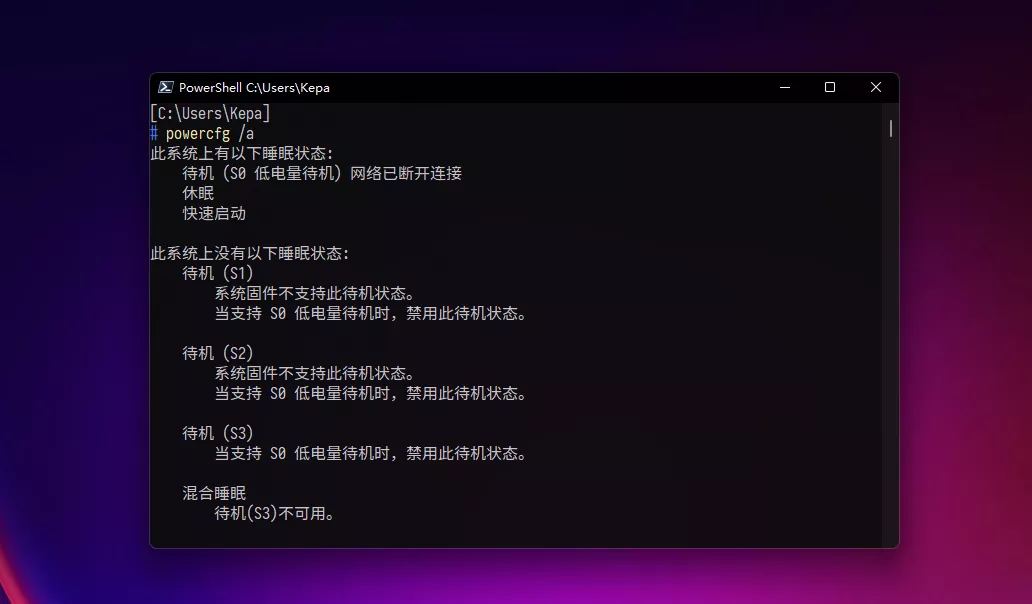 PowerShell C:\Users\Kepa
[C:\Users\Kepa]
# powercfg /a
此系统上有以下睡眠状态:
待机 (S0 低电量待机) 网络已断开连接
休眠
快速启动
此系统上没有以下睡眠状态:
待机 (S1)
系统固件不支持此待机状态。
当支持 S0 低电量待机时，禁用此待机状态。
待机 (S2)
系统固件不支持此待机状态。
当支持 S0 低电量待机时，禁用此待机状态。
待机 (S3)
当支持 S0 低电量待机时，禁用此待机状态。
混合睡眠
待机(S3)不可用。